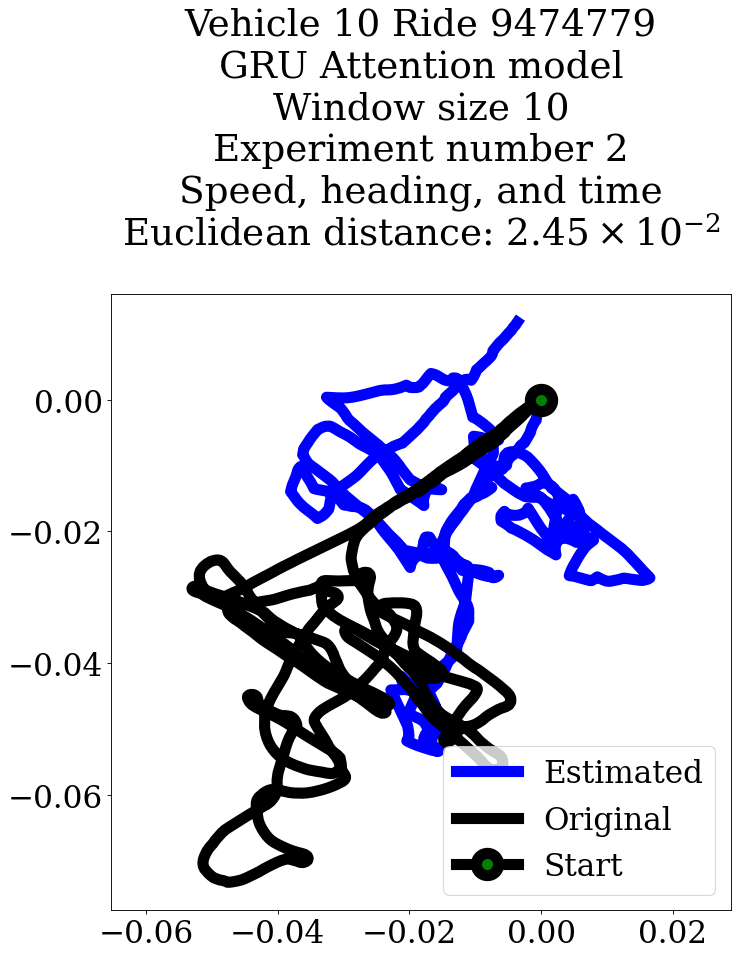 Vehicle 10 Ride 9474779
GRU Attention model
Window size 10
Experiment number 2
Speed, heading, and time
Euclidean distance: 2.45 × 10⁻²
0.00
−0.02
−0.04
−0.06
Estimated
Original
Start
−0.06 −0.04 −0.02 0.00 0.02